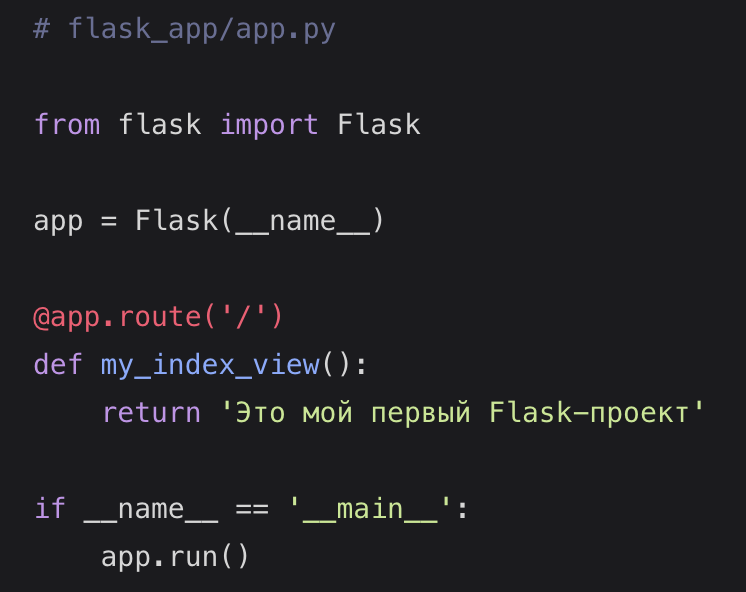 # flask_app/app.py
from flask import Flask
app = Flask(__name__)
@app.route('/')
def my_index_view():
    return 'Это мой первый Flask-проект'
if __name__ == '__main__':
    app.run()